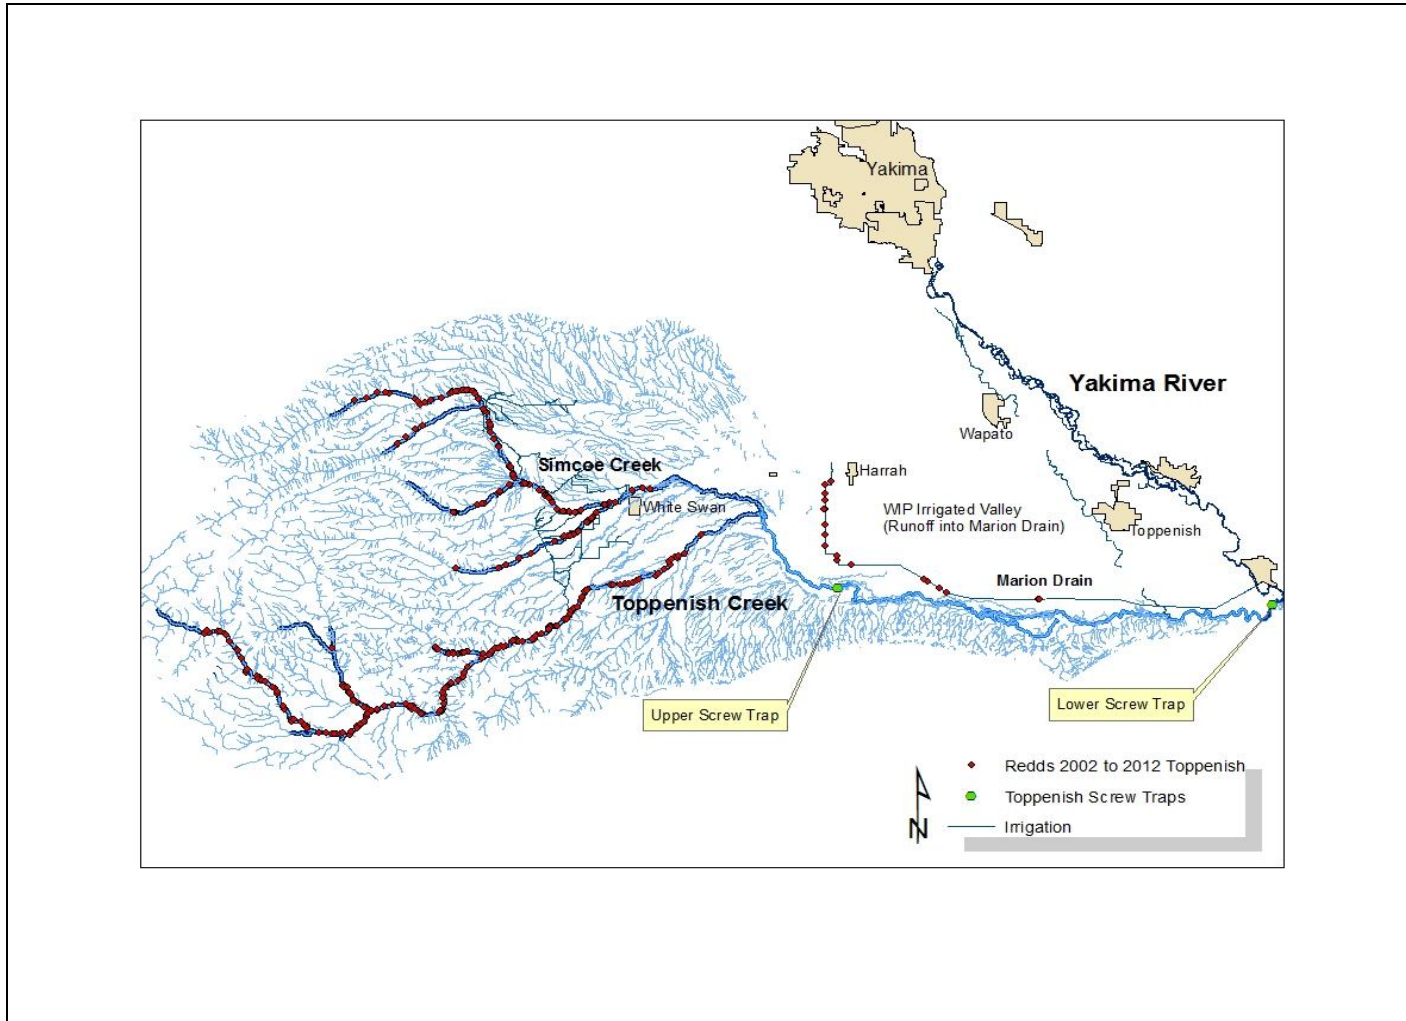 Yakima
Yakima River
Wapato
Simcoe Creek
Harrah
White Swan
WIP Irrigated Valley
(Runoff into Marion Drain)
Toppenish
Marion Drain
Toppenish Creek
Upper Screw Trap
Lower Screw Trap
Redds 2002 to 2012 Toppenish
Toppenish Screw Traps
N
Irrigation